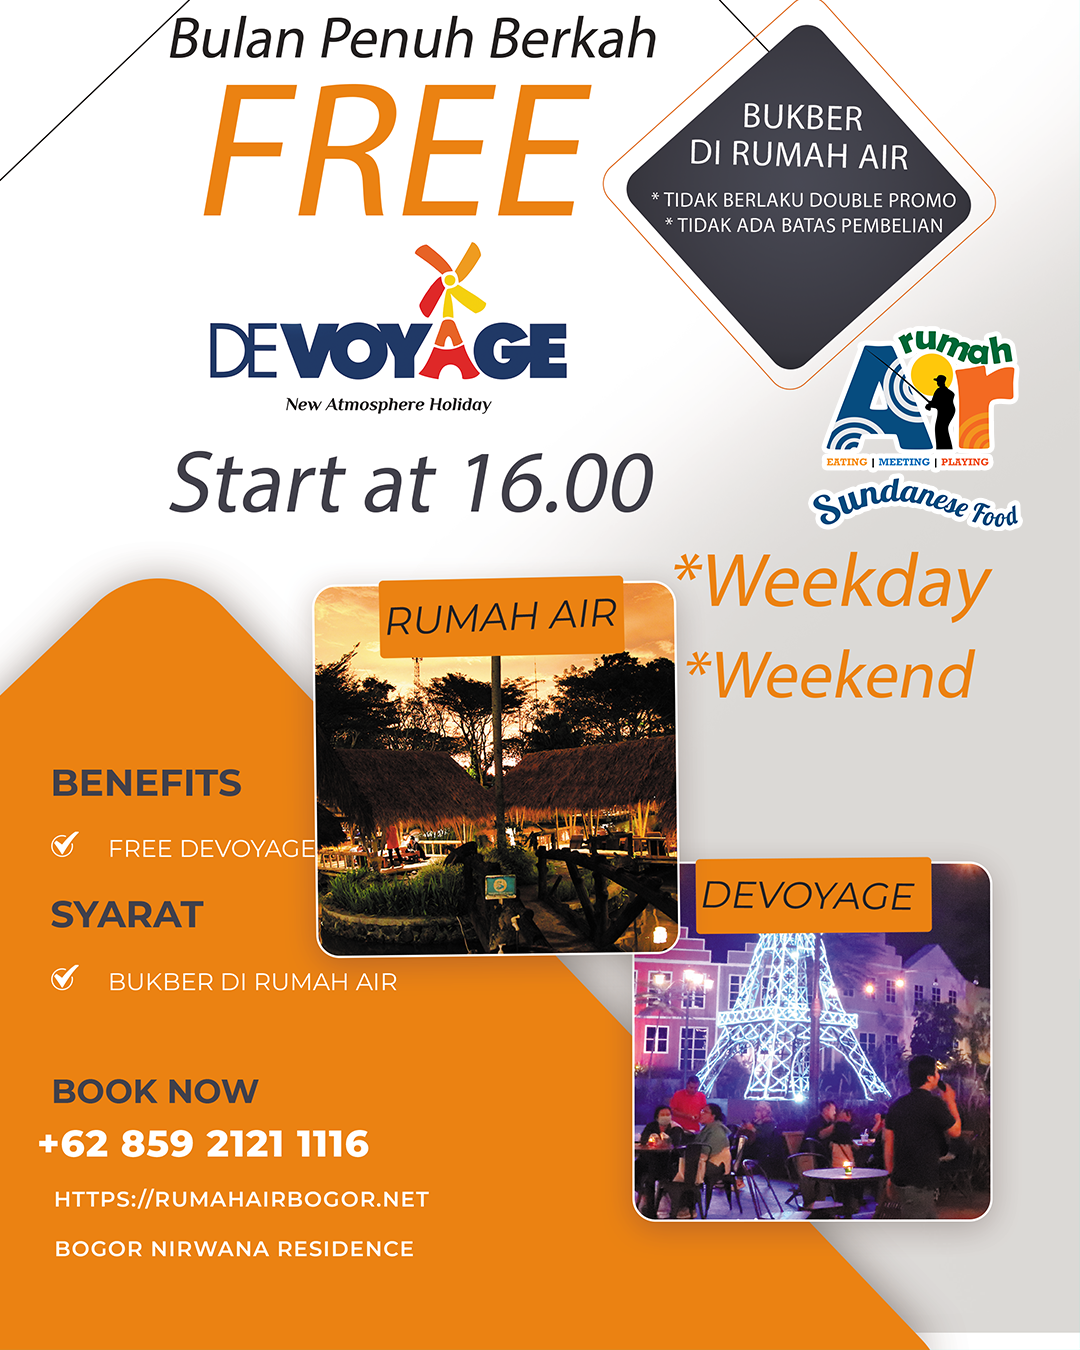 Bulan Penuh Berkah
FREE
BUKBER
DI RUMAH AIR
* TIDAK BERLAKU DOUBLE PROMO
* TIDAK ADA BATAS PEMBELIAN
DEVOYAGE
New Atmosphere Holiday
rumah
Air
EATING | MEETING | PLAYING
Sundanese Food
Start at 16.00
*Weekday
*Weekend
RUMAH AIR
BENEFITS
FREE DEVOYAGE
SYARAT
BUKBER DI RUMAH AIR
DEVOYAGE
BOOK NOW
+62 859 2121 1116
HTTPS://RUMAHAIRBOGOR.NET
BOGOR NIRWANA RESIDENCE